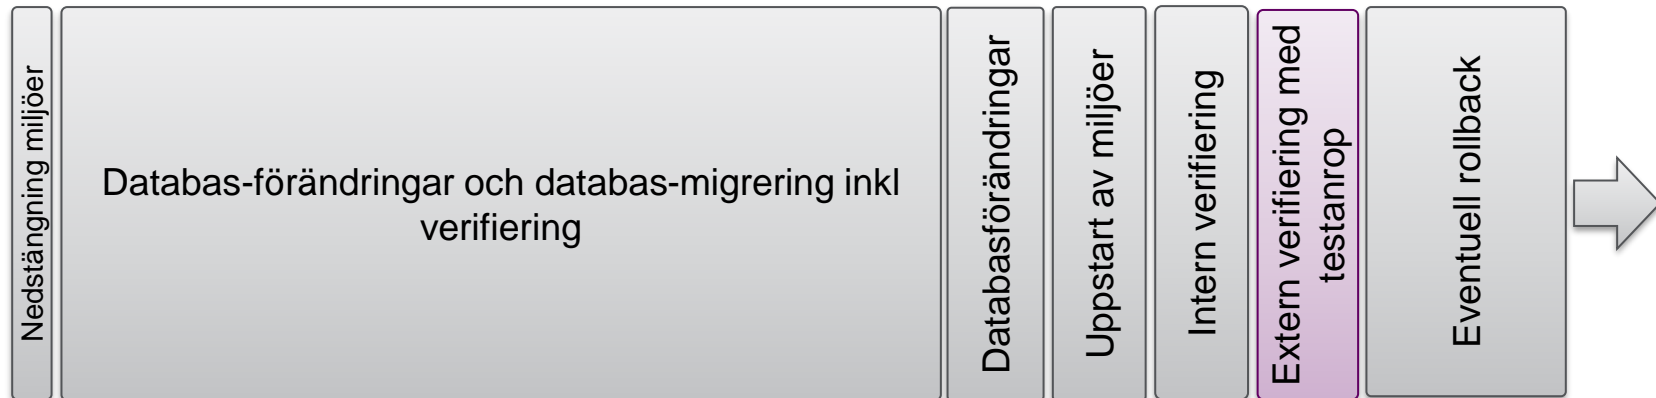 Nedstängning miljöer
Databas-förändringar och databas-migrering inkl
verifiering
Databasförändringar
Uppstart av miljöer
Intern verifiering
Extern verifiering med
testanrop
Eventuell rollback